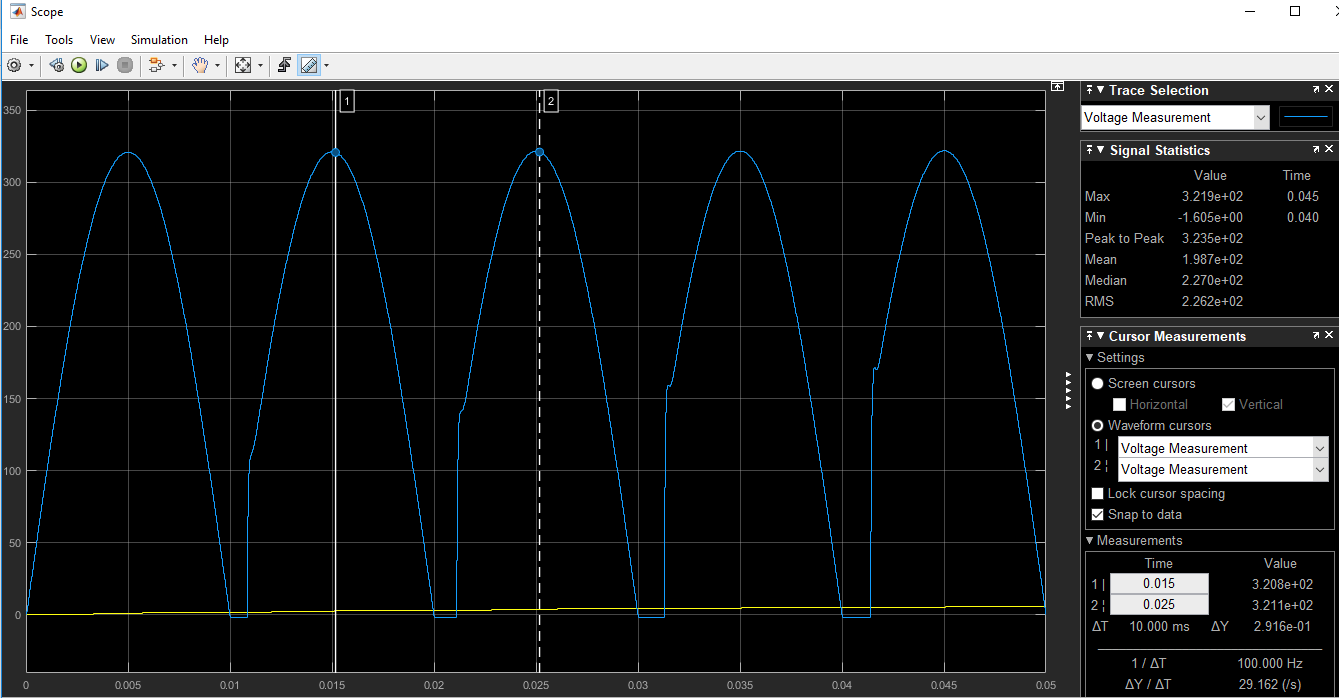 Scope
File Tools View Simulation Help
1
2
350
300
250
200
150
100
50
0
0 0.005 0.01 0.015 0.02 0.025 0.03 0.035 0.04 0.045 0.05
Trace Selection
Voltage Measurement
Signal Statistics
Value Time
Max 3.219e+02 0.045
Min -1.605e+00 0.040
Peak to Peak 3.235e+02
Mean 1.987e+02
Median 2.270e+02
RMS 2.262e+02
Cursor Measurements
Settings
Screen cursors
Horizontal Vertical
Waveform cursors
1 | Voltage Measurement
2 ¦ Voltage Measurement
Lock cursor spacing
Snap to data
Measurements
Time Value
1 | 0.015 3.208e+02
2 ¦ 0.025 3.211e+02
ΔT 10.000 ms ΔY 2.916e-01
1 / ΔT 100.000 Hz
ΔY / ΔT 29.162 (/s)